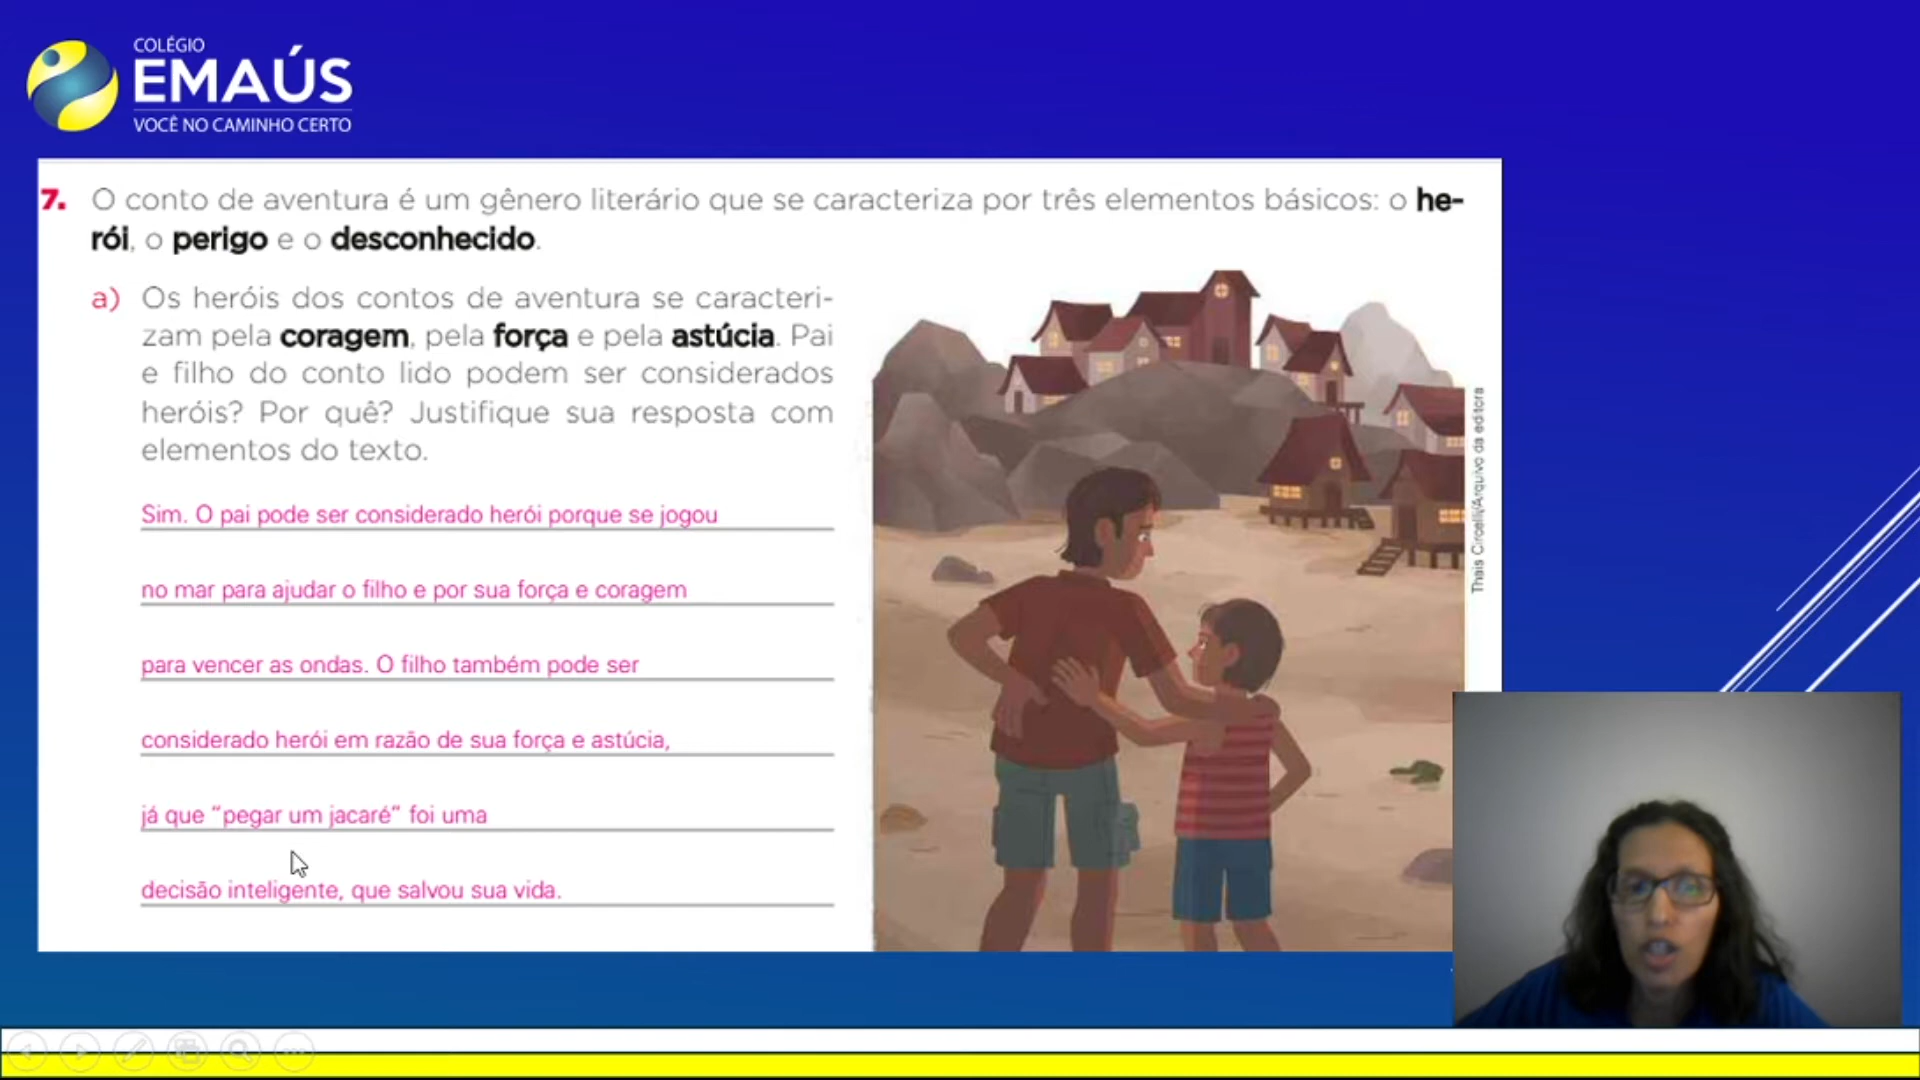 COLÉGIO
EMAÚS
VOCÊ NO CAMINHO CERTO
7. O conto de aventura é um gênero literário que se caracteriza por três elementos básicos: o he-
rói, o perigo e o desconhecido.
a) Os heróis dos contos de aventura se caracteri-
zam pela coragem, pela força e pela astúcia. Pai
e filho do conto lido podem ser considerados
heróis? Por quê? Justifique sua resposta com
elementos do texto.
Sim. O pai pode ser considerado herói porque se jogou
no mar para ajudar o filho e por sua força e coragem
para vencer as ondas. O filho também pode ser
considerado herói em razão de sua força e astúcia,
já que “pegar um jacaré” foi uma
decisão inteligente, que salvou sua vida.
Thais Circelli/Arquivo da editora